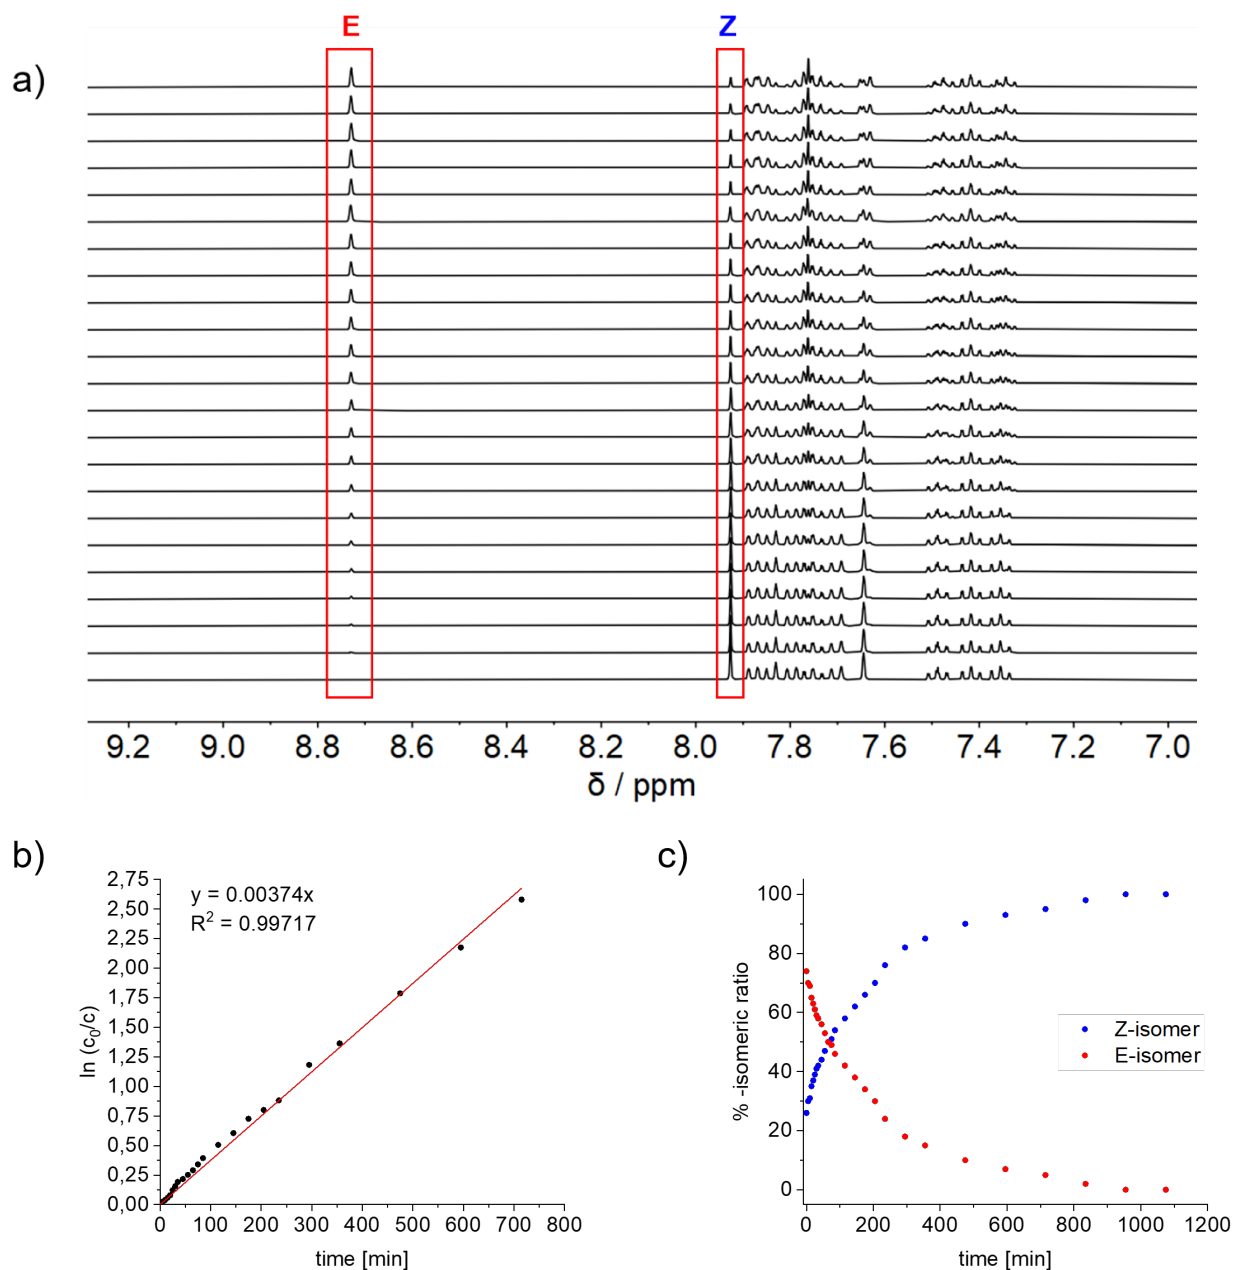 E Z
a)
9.2 9.0 8.8 8.6 8.4 8.2 8.0 7.8 7.6 7.4 7.2 7.0
δ / ppm
b)
2,75
2,50
2,25
2,00
1,75
1,50
1,25
1,00
0,75
0,50
0,25
0,00
ln (c₀/c)
y = 0.00374x
R² = 0.99717
0 100 200 300 400 500 600 700 800
time [min]
c)
100
80
60
40
20
0
% -isomeric ratio
Z-isomer
E-isomer
0 200 400 600 800 1000 1200
time [min]